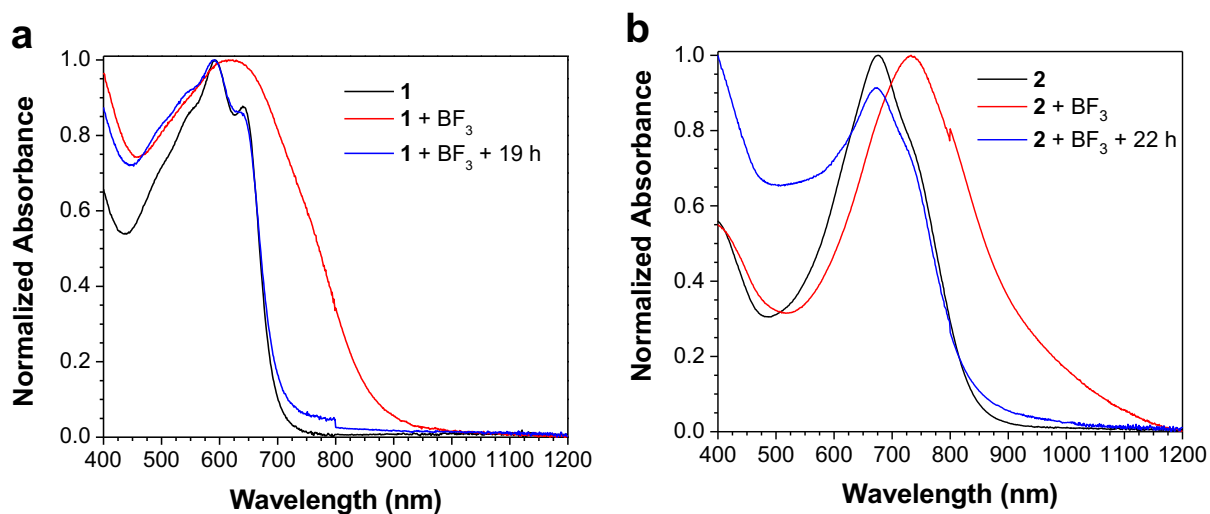 a
1.0
0.8
0.6
0.4
0.2
0.0
Normalized Absorbance
1
1 + BF₃
1 + BF₃ + 19 h
400 500 600 700 800 900 1000 1100 1200
Wavelength (nm)
b
1.0
0.8
0.6
0.4
0.2
0.0
Normalized Absorbance
2
2 + BF₃
2 + BF₃ + 22 h
400 500 600 700 800 900 1000 1100 1200
Wavelength (nm)